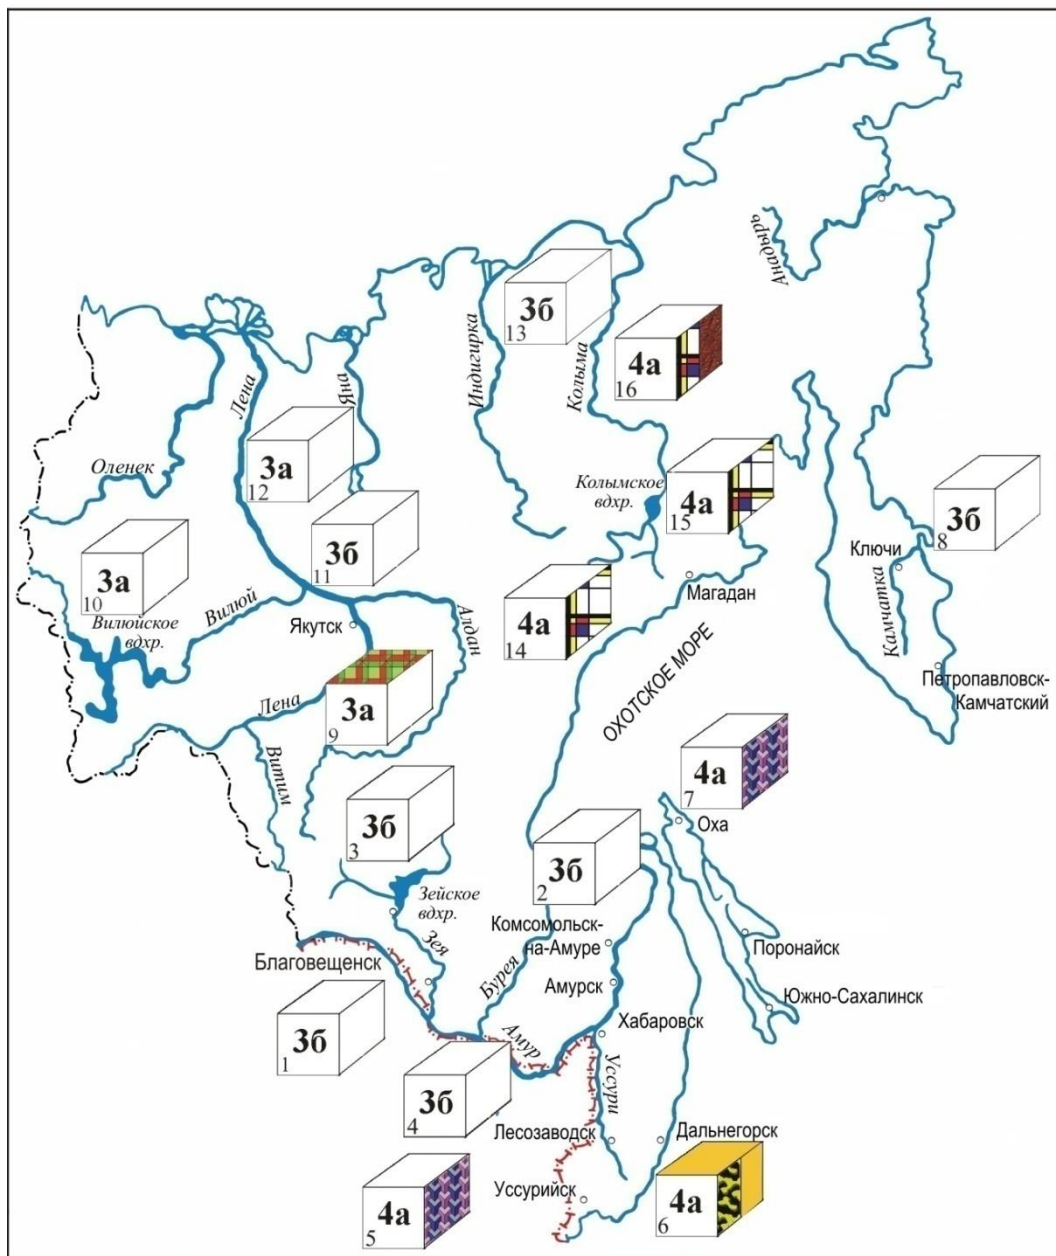 Анадырь
3б
13
Индигирка
Колыма
4а
16
Лена
Яна
Оленек
3а
12
Колымское
вдхр.
4а
15
3б
8
3а
10
3б
11
Ключи
Камчатка
Магадан
Вилюйское
вдхр.
Вилюй
Якутск
Алдан
4а
14
ОХОТСКОЕ МОРЕ
Петропавловск-
Камчатский
Лена
3а
9
Витим
4а
7
3б
3
Оха
3б
2
Зейское
вдхр.
Зея
Комсомольск-
на-Амуре
Поронайск
Благовещенск
Бурея
Амурск
Южно-Сахалинск
3б
1
Амур
Хабаровск
Уссури
3б
4
Лесозаводск
Дальнегорск
4а
5
Уссурийск
4а
6